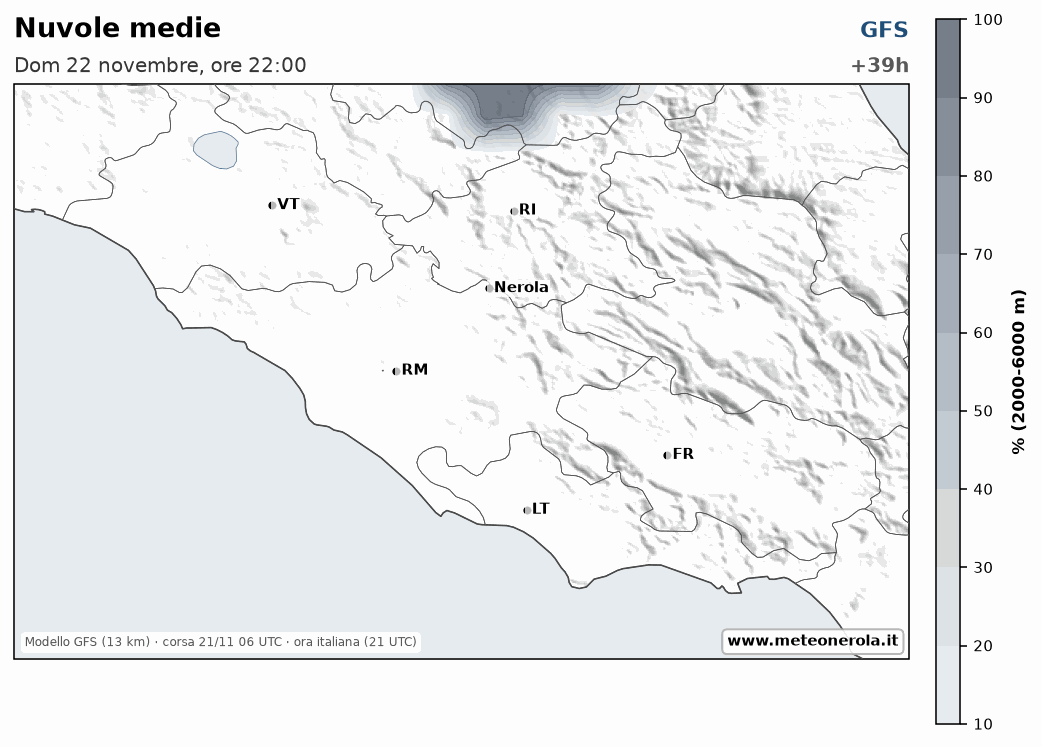 Nuvole medie
GFS
Dom 22 novembre, ore 22:00
+39h
VT
RI
Nerola
RM
FR
LT
Modello GFS (13 km) · corsa 21/11 06 UTC · ora italiana (21 UTC)
www.meteonerola.it
100
90
80
70
60
50
40
30
20
10
% (2000-6000 m)